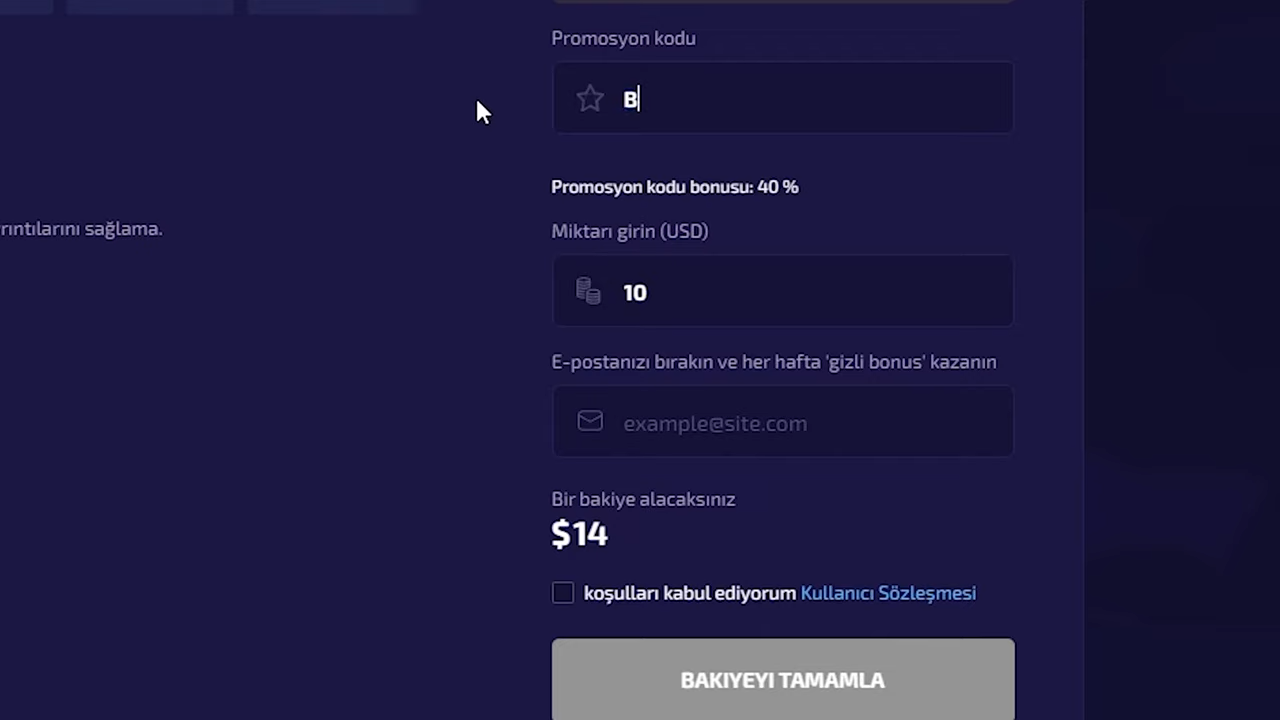 Promosyon kodu
B
Promosyon kodu bonusu: 40 %
rıntılarını sağlama.
Miktarı girin (USD)
10
E-postanızı bırakın ve her hafta 'gizli bonus' kazanın
example@site.com
Bir bakiye alacaksınız
$14
koşulları kabul ediyorum Kullanıcı Sözleşmesi
BAKIYEYI TAMAMLA